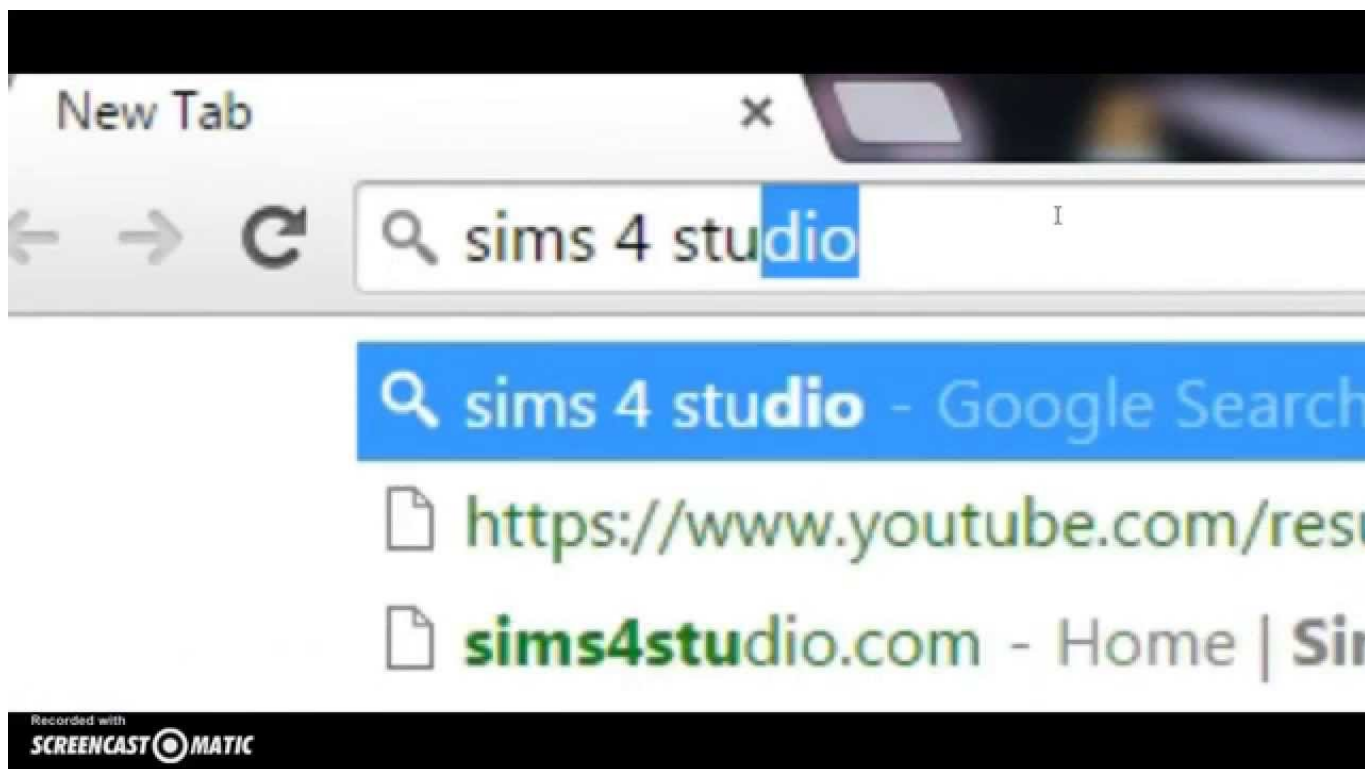 New Tab
sims 4 studio
sims 4 studio - Google Search
https://www.youtube.com/resu
sims4studio.com - Home | Sim
Recorded with
SCREENCAST MATIC